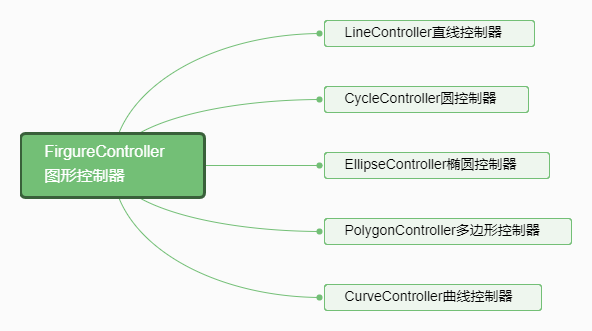 LineController直线控制器
CycleController圆控制器
FirgureController
图形控制器
EllipseController椭圆控制器
PolygonController多边形控制器
CurveController曲线控制器